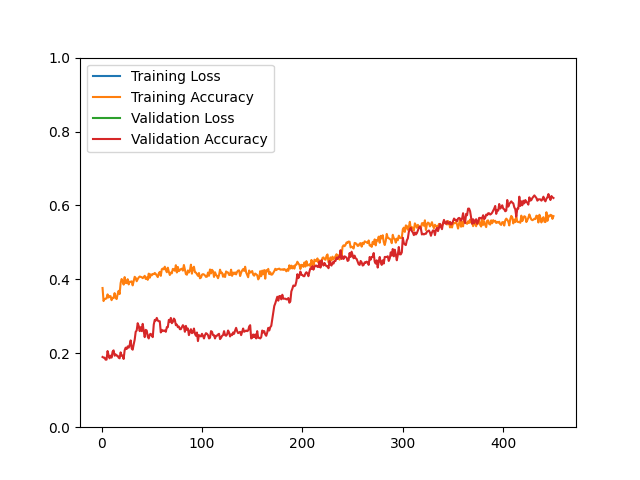 1.0
0.8
0.6
0.4
0.2
0.0
Training Loss
Training Accuracy
Validation Loss
Validation Accuracy
0 100 200 300 400